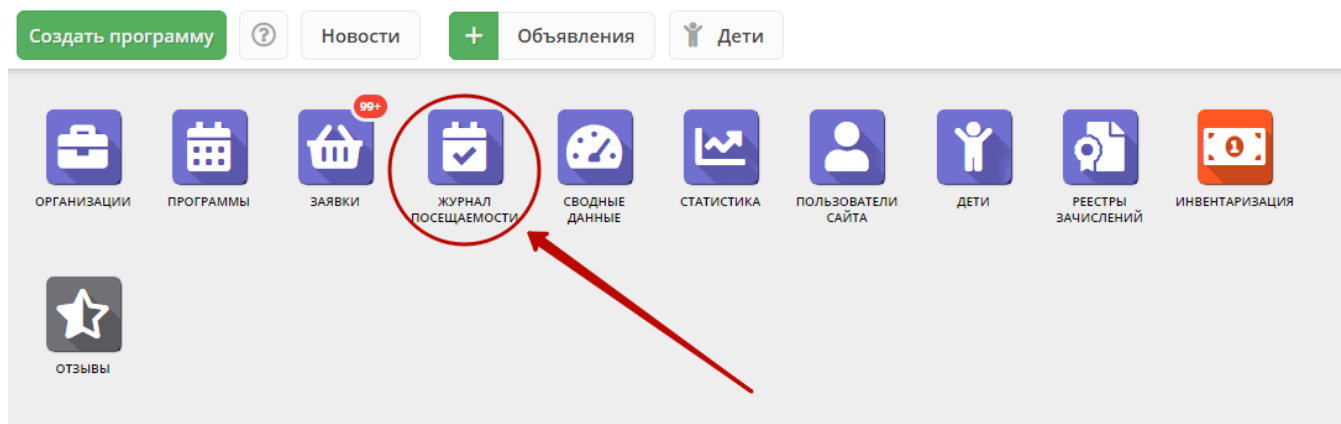 Создать программу
?
Новости
+ Объявления
Дети
99+
1
ОРГАНИЗАЦИИ
ПРОГРАММЫ
ЗАЯВКИ
ЖУРНАЛ
ПОСЕЩАЕМОСТИ
СВОДНЫЕ
ДАННЫЕ
СТАТИСТИКА
ПОЛЬЗОВАТЕЛИ
САЙТА
ДЕТИ
РЕЕСТРЫ
ЗАЧИСЛЕНИЙ
ИНВЕНТАРИЗАЦИЯ
ОТЗЫВЫ